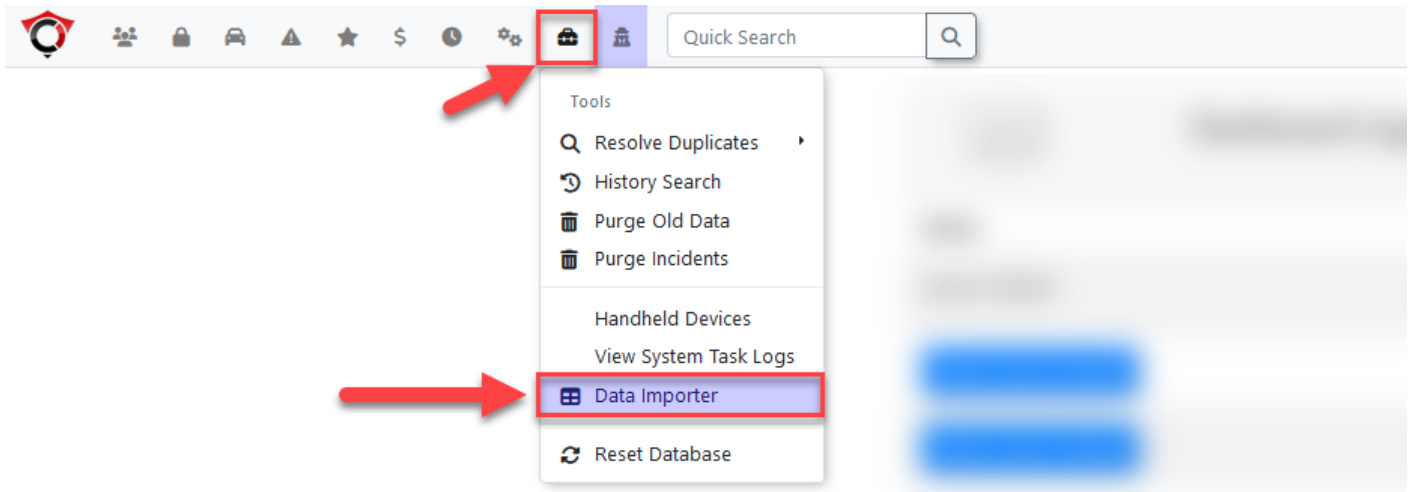 $
Quick Search
Tools
Resolve Duplicates
History Search
Purge Old Data
Purge Incidents
Handheld Devices
View System Task Logs
Data Importer
Reset Database